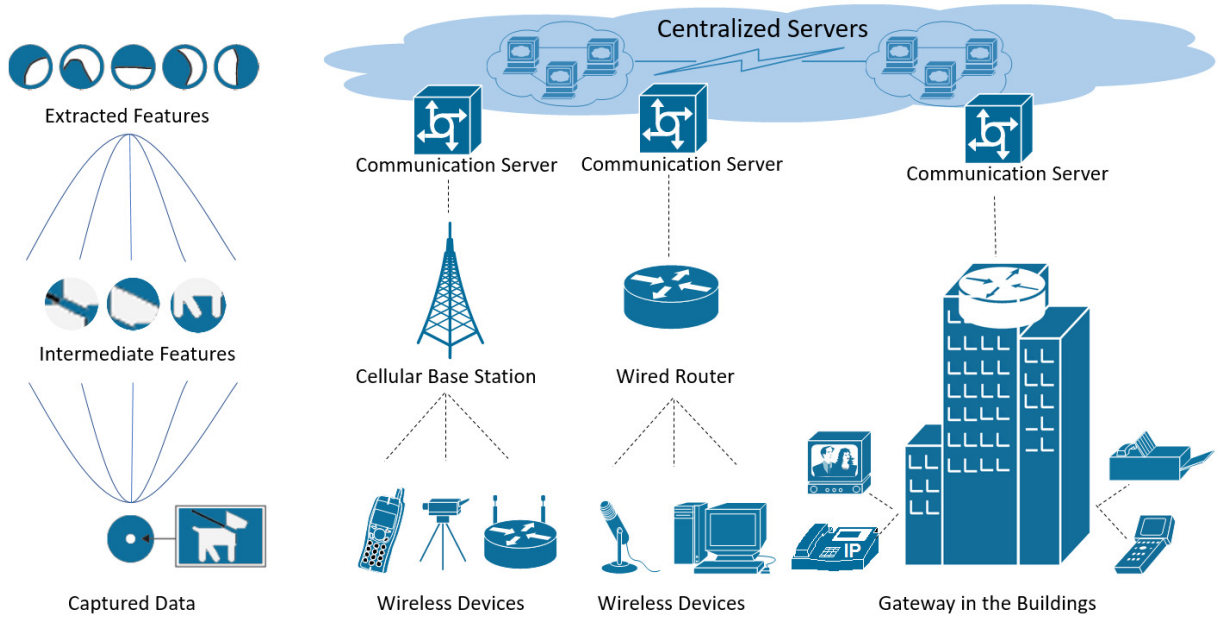 Centralized Servers
Extracted Features
Communication Server
Communication Server
Communication Server
Intermediate Features
Cellular Base Station
Wired Router
IP
Captured Data
Wireless Devices
Wireless Devices
Gateway in the Buildings